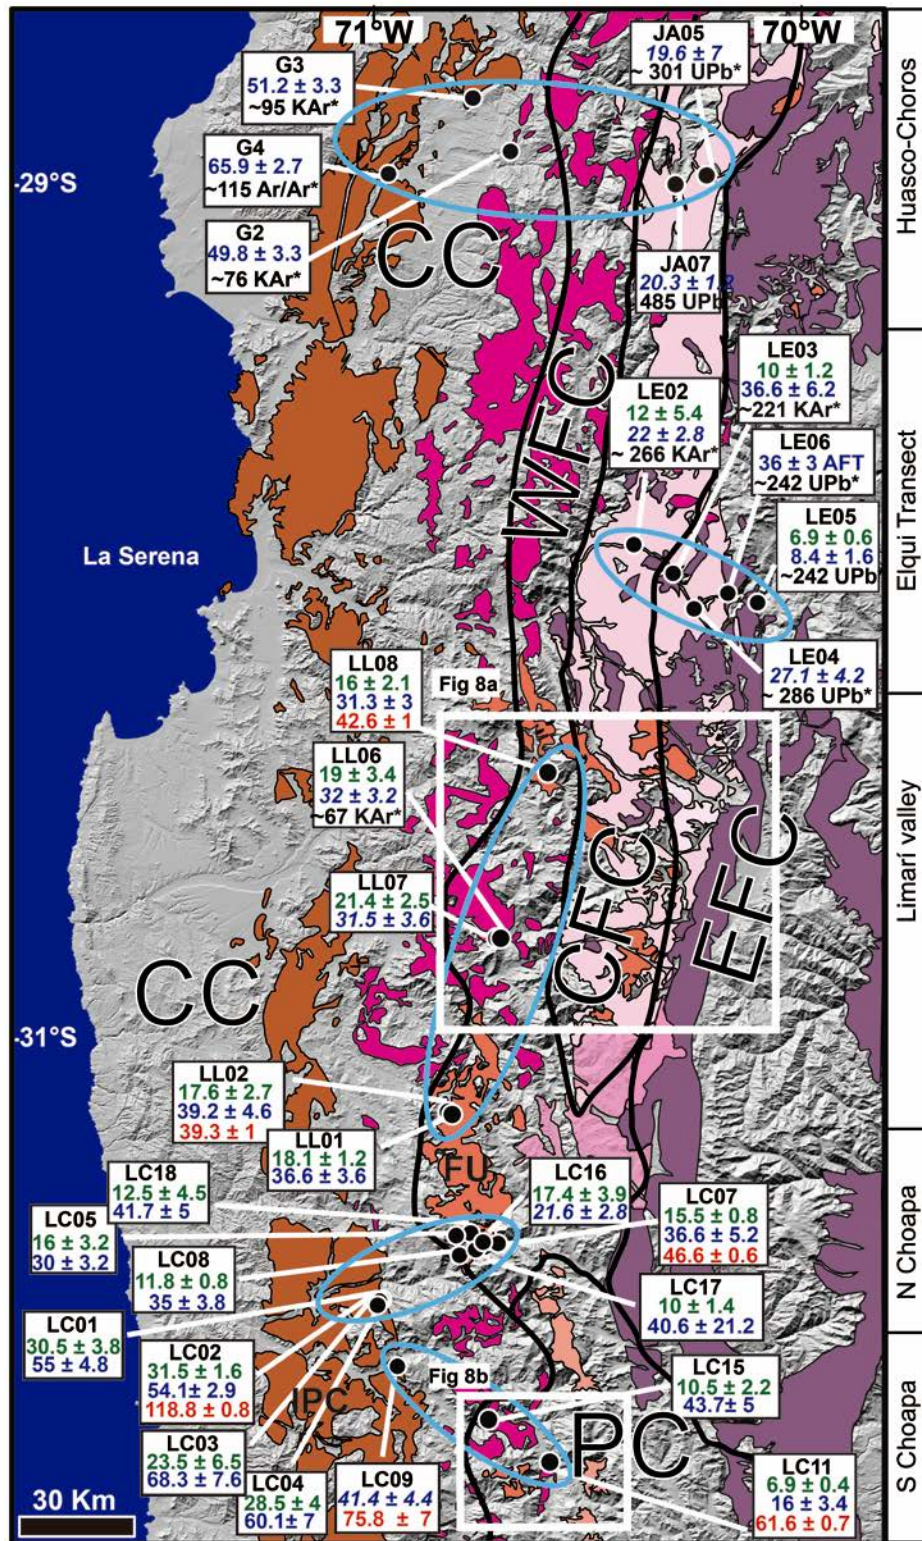 71°W
70°W
JA05
19.6 ± 7
~ 301 UPb*
G3
51.2 ± 3.3
~95 KAr*
G4
65.9 ± 2.7
~115 Ar/Ar*
-29°S
G2
49.8 ± 3.3
~76 KAr*
CC
JA07
20.3 ± 1.2
485 UPb
Huasco-Choros
LE03
10 ± 1.2
36.6 ± 6.2
~221 KAr*
LE02
12 ± 5.4
22 ± 2.8
~ 266 KAr*
WFC
LE06
36 ± 3 AFT
~242 UPb*
LE05
6.9 ± 0.6
8.4 ± 1.6
~242 UPb
La Serena
LE04
27.1 ± 4.2
~ 286 UPb*
Elqui Transect
LL08
16 ± 2.1
31.3 ± 3
42.6 ± 1
Fig 8a
LL06
19 ± 3.4
32 ± 3.2
~67 KAr*
LL07
21.4 ± 2.5
31.5 ± 3.6
CFC
EFC
CC
Limarí valley
-31°S
LL02
17.6 ± 2.7
39.2 ± 4.6
39.3 ± 1
LL01
18.1 ± 1.2
36.6 ± 3.6
FU
LC18
12.5 ± 4.5
41.7 ± 5
LC16
17.4 ± 3.9
21.6 ± 2.8
LC07
15.5 ± 0.8
36.6 ± 5.2
46.6 ± 0.6
LC05
16 ± 3.2
30 ± 3.2
LC08
11.8 ± 0.8
35 ± 3.8
LC17
10 ± 1.4
40.6 ± 21.2
N Choapa
LC01
30.5 ± 3.8
55 ± 4.8
LC02
31.5 ± 1.6
54.1± 2.9
118.8 ± 0.8
IPC
Fig 8b
LC15
10.5 ± 2.2
43.7± 5
LC03
23.5 ± 6.5
68.3 ± 7.6
PC
LC04
28.5 ± 4
60.1± 7
LC09
41.4 ± 4.4
75.8 ± 7
LC11
6.9 ± 0.4
16 ± 3.4
61.6 ± 0.7
S Choapa
30 Km